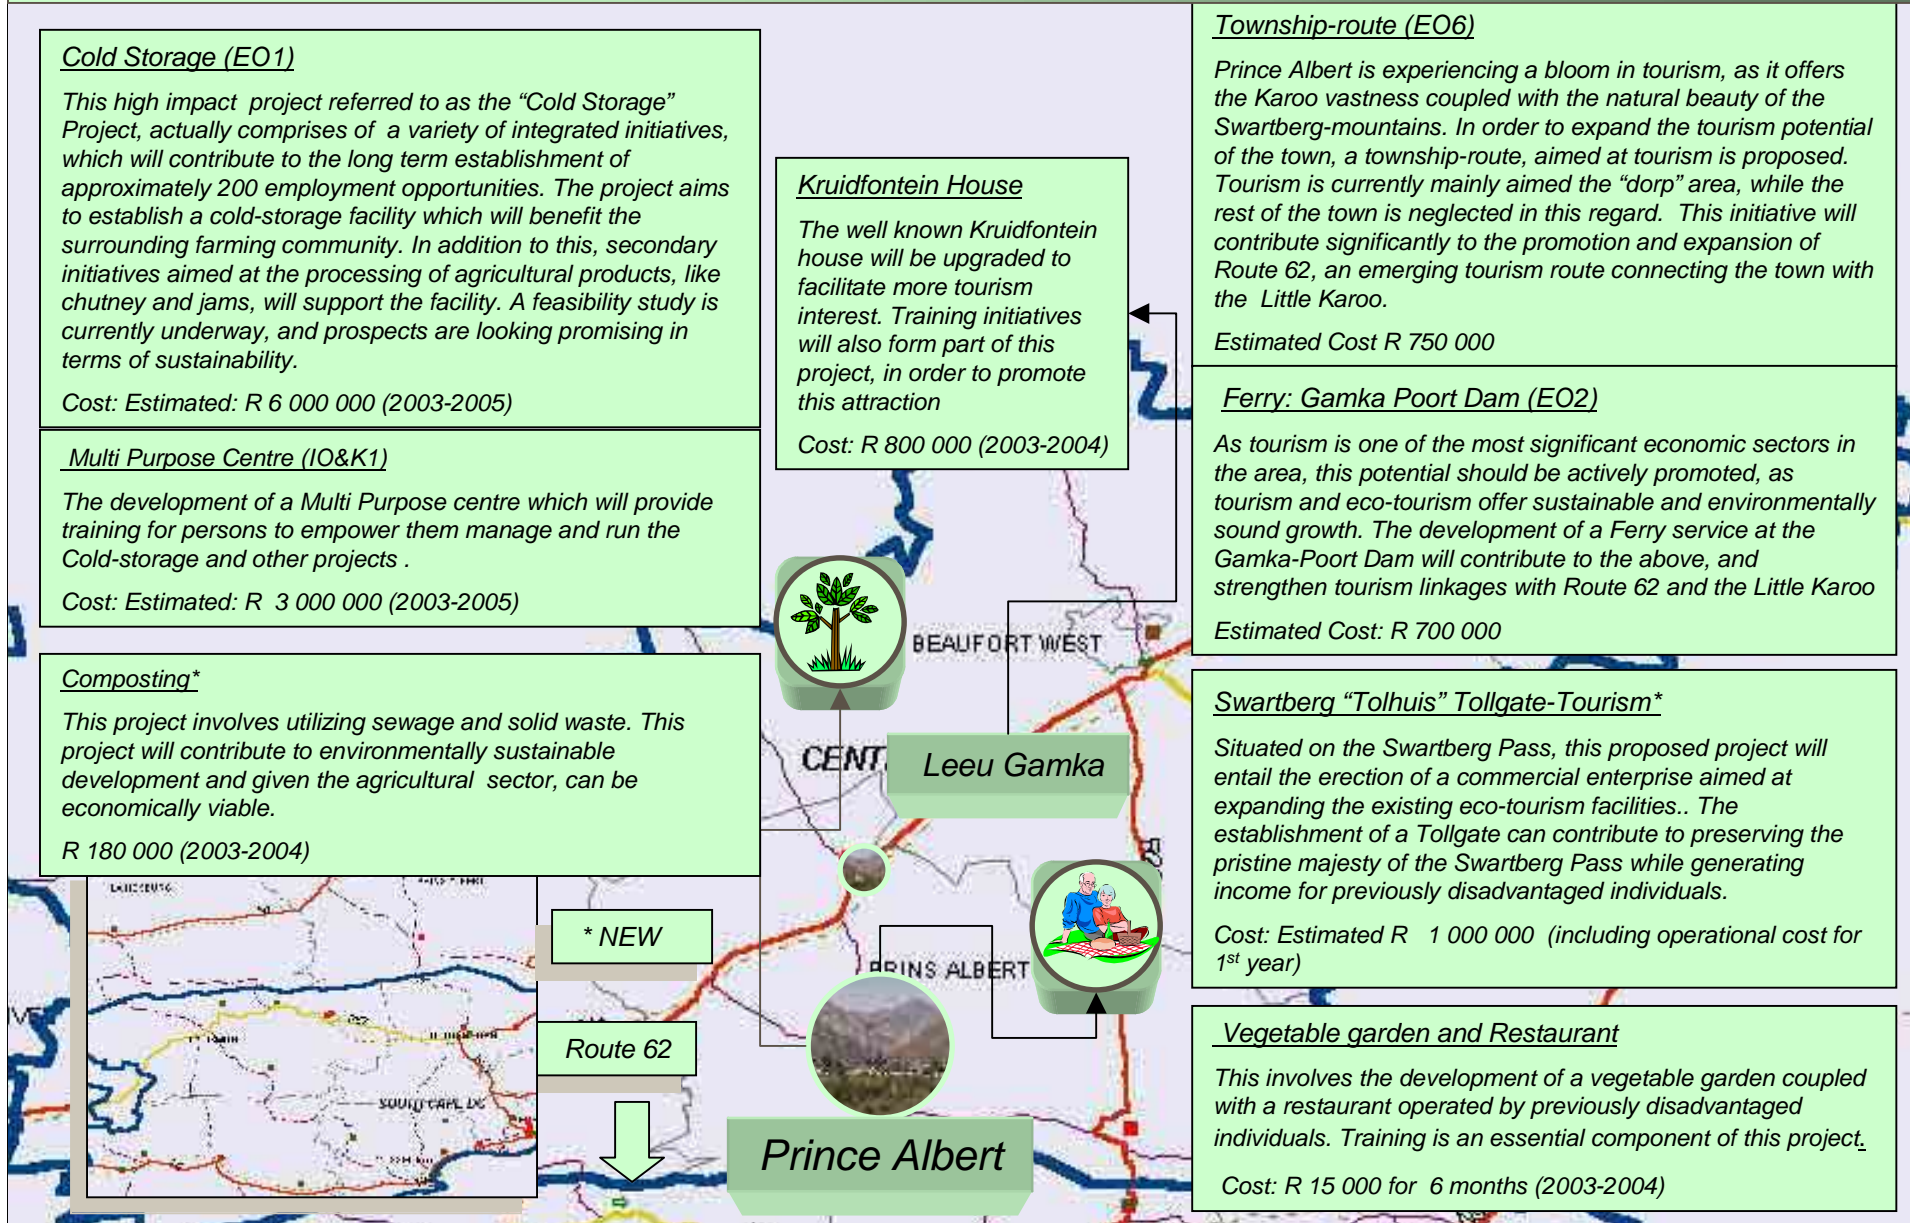 Cold Storage (EO1)
This high impact project referred to as the “Cold Storage”
Project, actually comprises of a variety of integrated initiatives,
which will contribute to the long term establishment of
approximately 200 employment opportunities. The project aims
to establish a cold-storage facility which will benefit the
surrounding farming community. In addition to this, secondary
initiatives aimed at the processing of agricultural products, like
chutney and jams, will support the facility. A feasibility study is
currently underway, and prospects are looking promising in
terms of sustainability.
Cost: Estimated: R 6 000 000 (2003-2005)
Multi Purpose Centre (IO&K1)
The development of a Multi Purpose centre which will provide
training for persons to empower them manage and run the
Cold-storage and other projects .
Cost: Estimated: R 3 000 000 (2003-2005)
Composting*
This project involves utilizing sewage and solid waste. This
project will contribute to environmentally sustainable
development and given the agricultural sector, can be
economically viable.
R 180 000 (2003-2004)
Kruidfontein House
The well known Kruidfontein
house will be upgraded to
facilitate more tourism
interest. Training initiatives
will also form part of this
project, in order to promote
this attraction
Cost: R 800 000 (2003-2004)
BEAUFORT WEST
CENT
Leeu Gamka
PRINS ALBERT
* NEW
Route 62
SOUTH CAPE DC
Prince Albert
Township-route (EO6)
Prince Albert is experiencing a bloom in tourism, as it offers
the Karoo vastness coupled with the natural beauty of the
Swartberg-mountains. In order to expand the tourism potential
of the town, a township-route, aimed at tourism is proposed.
Tourism is currently mainly aimed the “dorp” area, while the
rest of the town is neglected in this regard. This initiative will
contribute significantly to the promotion and expansion of
Route 62, an emerging tourism route connecting the town with
the Little Karoo.
Estimated Cost R 750 000
Ferry: Gamka Poort Dam (EO2)
As tourism is one of the most significant economic sectors in
the area, this potential should be actively promoted, as
tourism and eco-tourism offer sustainable and environmentally
sound growth. The development of a Ferry service at the
Gamka-Poort Dam will contribute to the above, and
strengthen tourism linkages with Route 62 and the Little Karoo
Estimated Cost: R 700 000
Swartberg “Tolhuis” Tollgate-Tourism*
Situated on the Swartberg Pass, this proposed project will
entail the erection of a commercial enterprise aimed at
expanding the existing eco-tourism facilities.. The
establishment of a Tollgate can contribute to preserving the
pristine majesty of the Swartberg Pass while generating
income for previously disadvantaged individuals.
Cost: Estimated R 1 000 000 (including operational cost for
1st year)
Vegetable garden and Restaurant
This involves the development of a vegetable garden coupled
with a restaurant operated by previously disadvantaged
individuals. Training is an essential component of this project.
Cost: R 15 000 for 6 months (2003-2004)